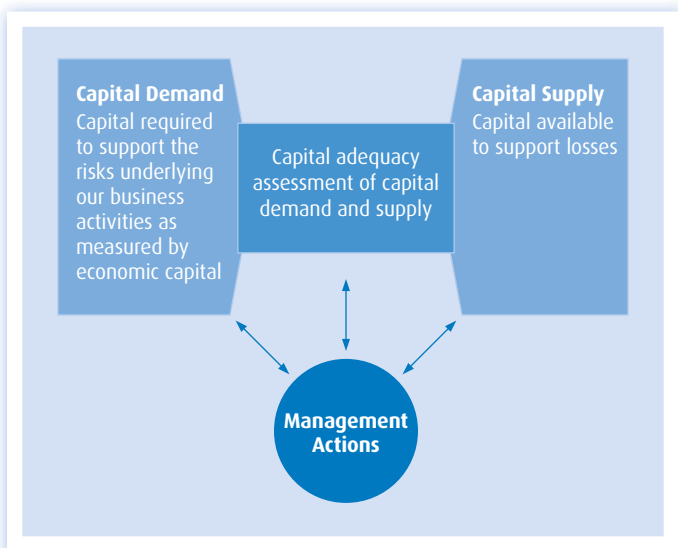 Capital Demand
Capital required
to support the
risks underlying
our business
activities as
measured by
economic capital
Capital adequacy
assessment of capital
demand and supply
Capital Supply
Capital available
to support losses
Management
Actions